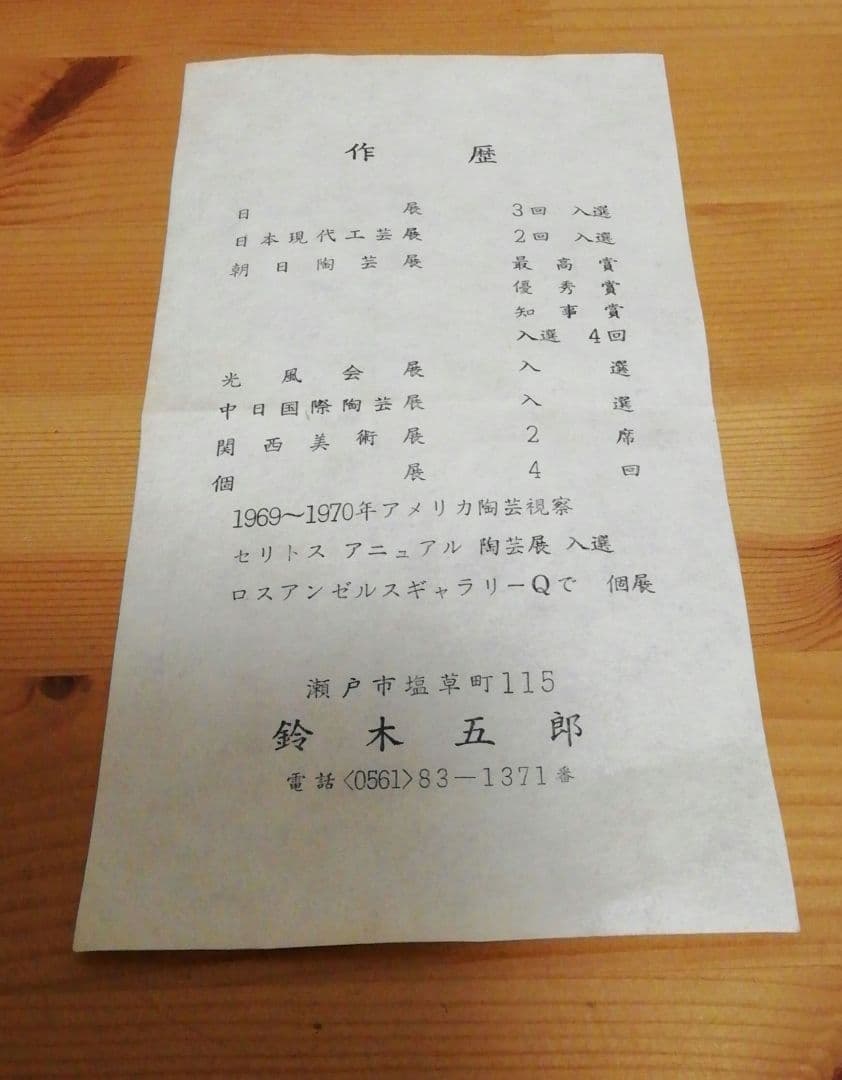 作歴
日展 3回 入選
日本現代工芸展 2回 入選
朝日陶芸展 最高賞
優秀賞
知事賞
入選 4回
光風会展 入選
中日国際陶芸展 入選
関西美術展 2席
個展 4回
1969〜1970年アメリカ陶芸視察
セリトス アニュアル 陶芸展 入選
ロスアンゼルスギャラリーQで 個展
瀬戸市塩草町115
鈴木五郎
電話<0561>83－1371番